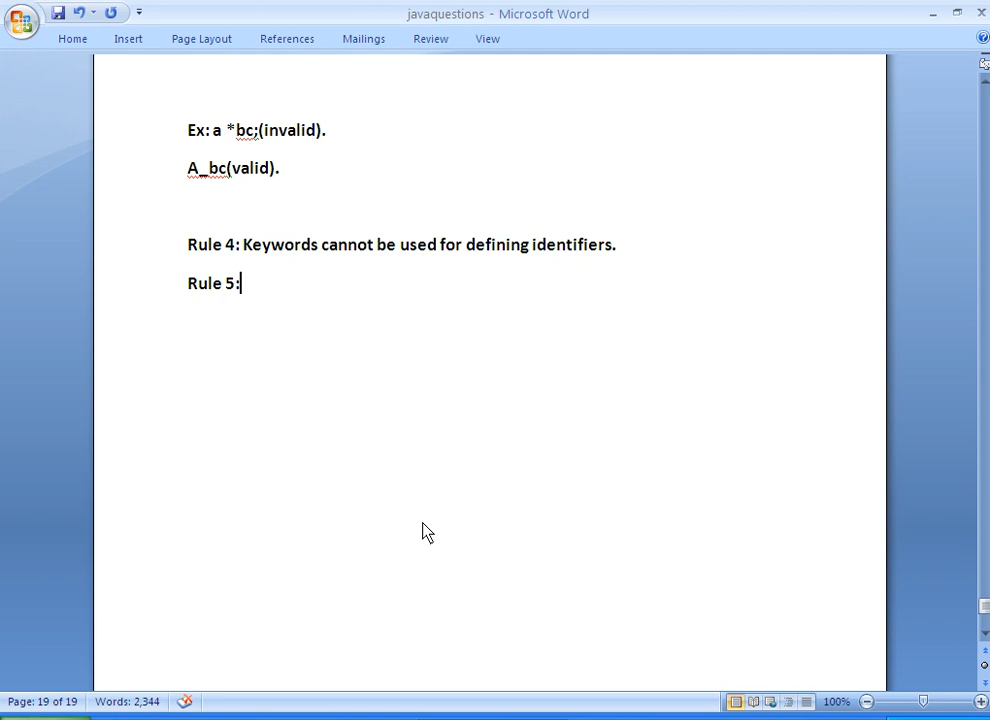 javaquestions - Microsoft Word
Home Insert Page Layout References Mailings Review View
Ex: a *bc;(invalid).
A_bc(valid).
Rule 4: Keywords cannot be used for defining identifiers.
Rule 5:
Page: 19 of 19 Words: 2,344 100%